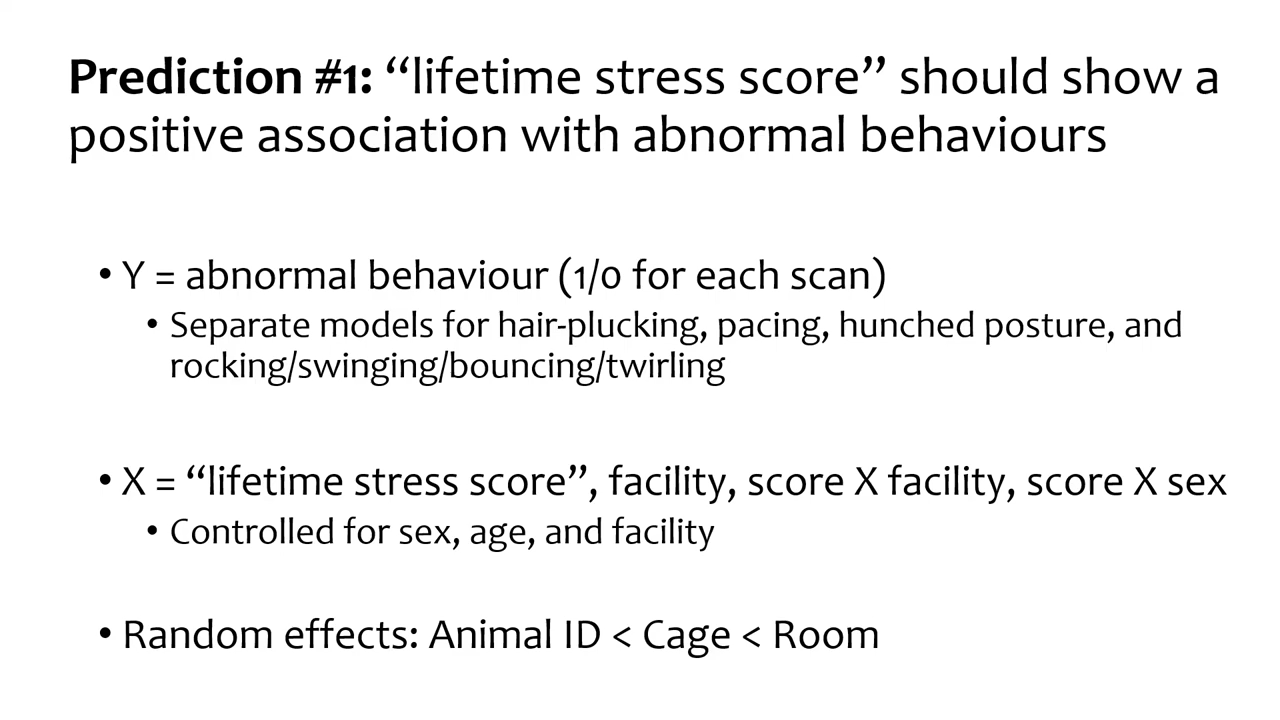 Prediction #1: “lifetime stress score” should show a
positive association with abnormal behaviours
• Y = abnormal behaviour (1/0 for each scan)
• Separate models for hair-plucking, pacing, hunched posture, and
rocking/swinging/bouncing/twirling
• X = “lifetime stress score”, facility, score X facility, score X sex
• Controlled for sex, age, and facility
• Random effects: Animal ID < Cage < Room